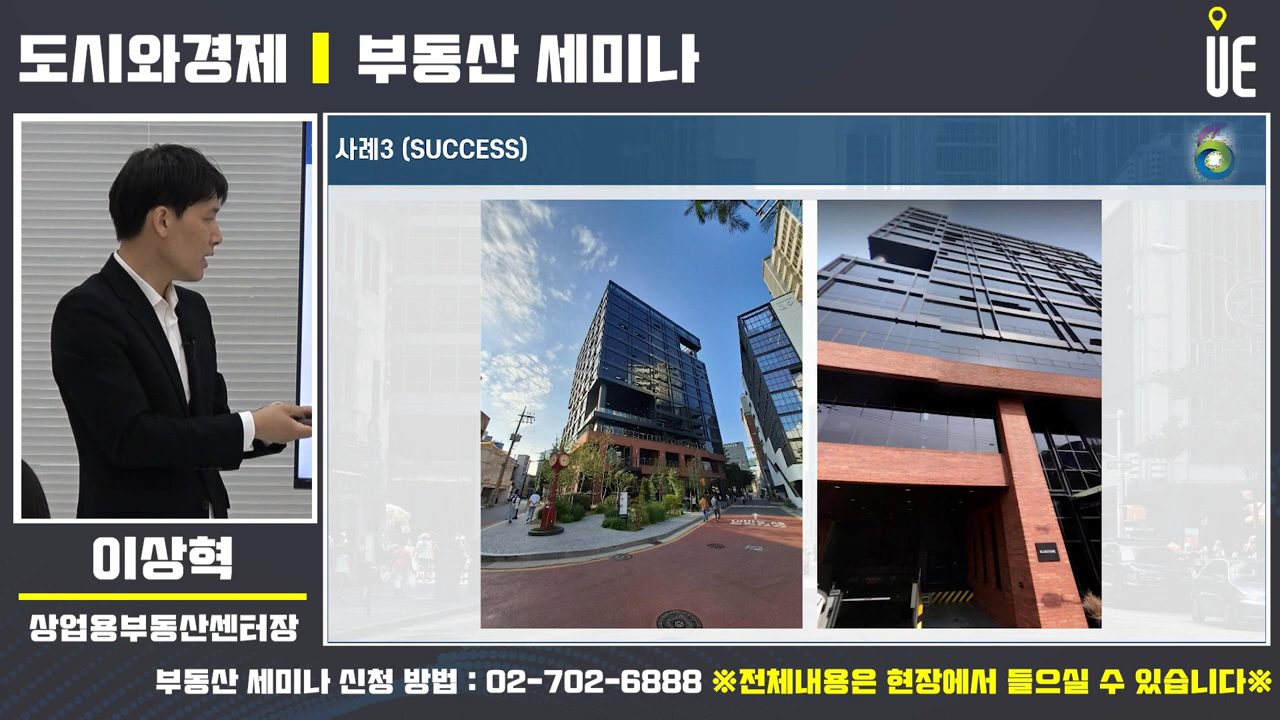 도시와경제 부동산 세미나
UE
사례3 (SUCCESS)
이상혁
상업용부동산센터장
부동산 세미나 신청 방법 : 02-702-6888 ※전체내용은 현장에서 들으실 수 있습니다※